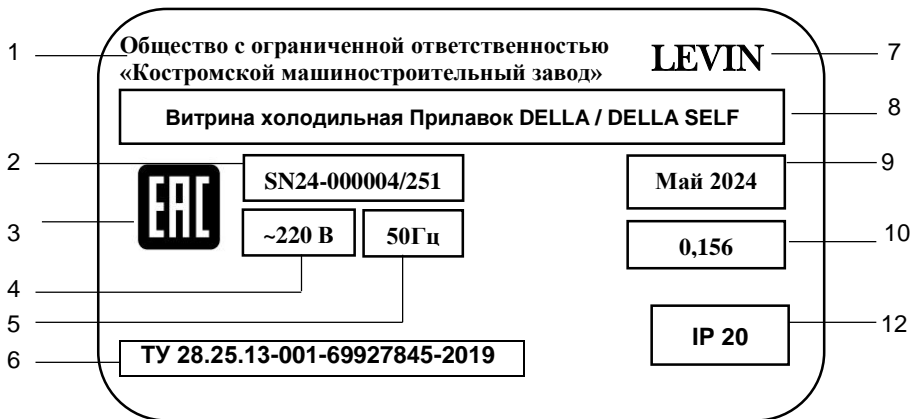 1
Общество с ограниченной ответственностью
«Костромской машиностроительный завод»
LEVIN
7
Витрина холодильная Прилавок DELLA / DELLA SELF
8
2
SN24-000004/251
Май 2024
9
3
EAC
~220 В
50Гц
0,156
10
4
5
6
ТУ 28.25.13-001-69927845-2019
IP 20
12